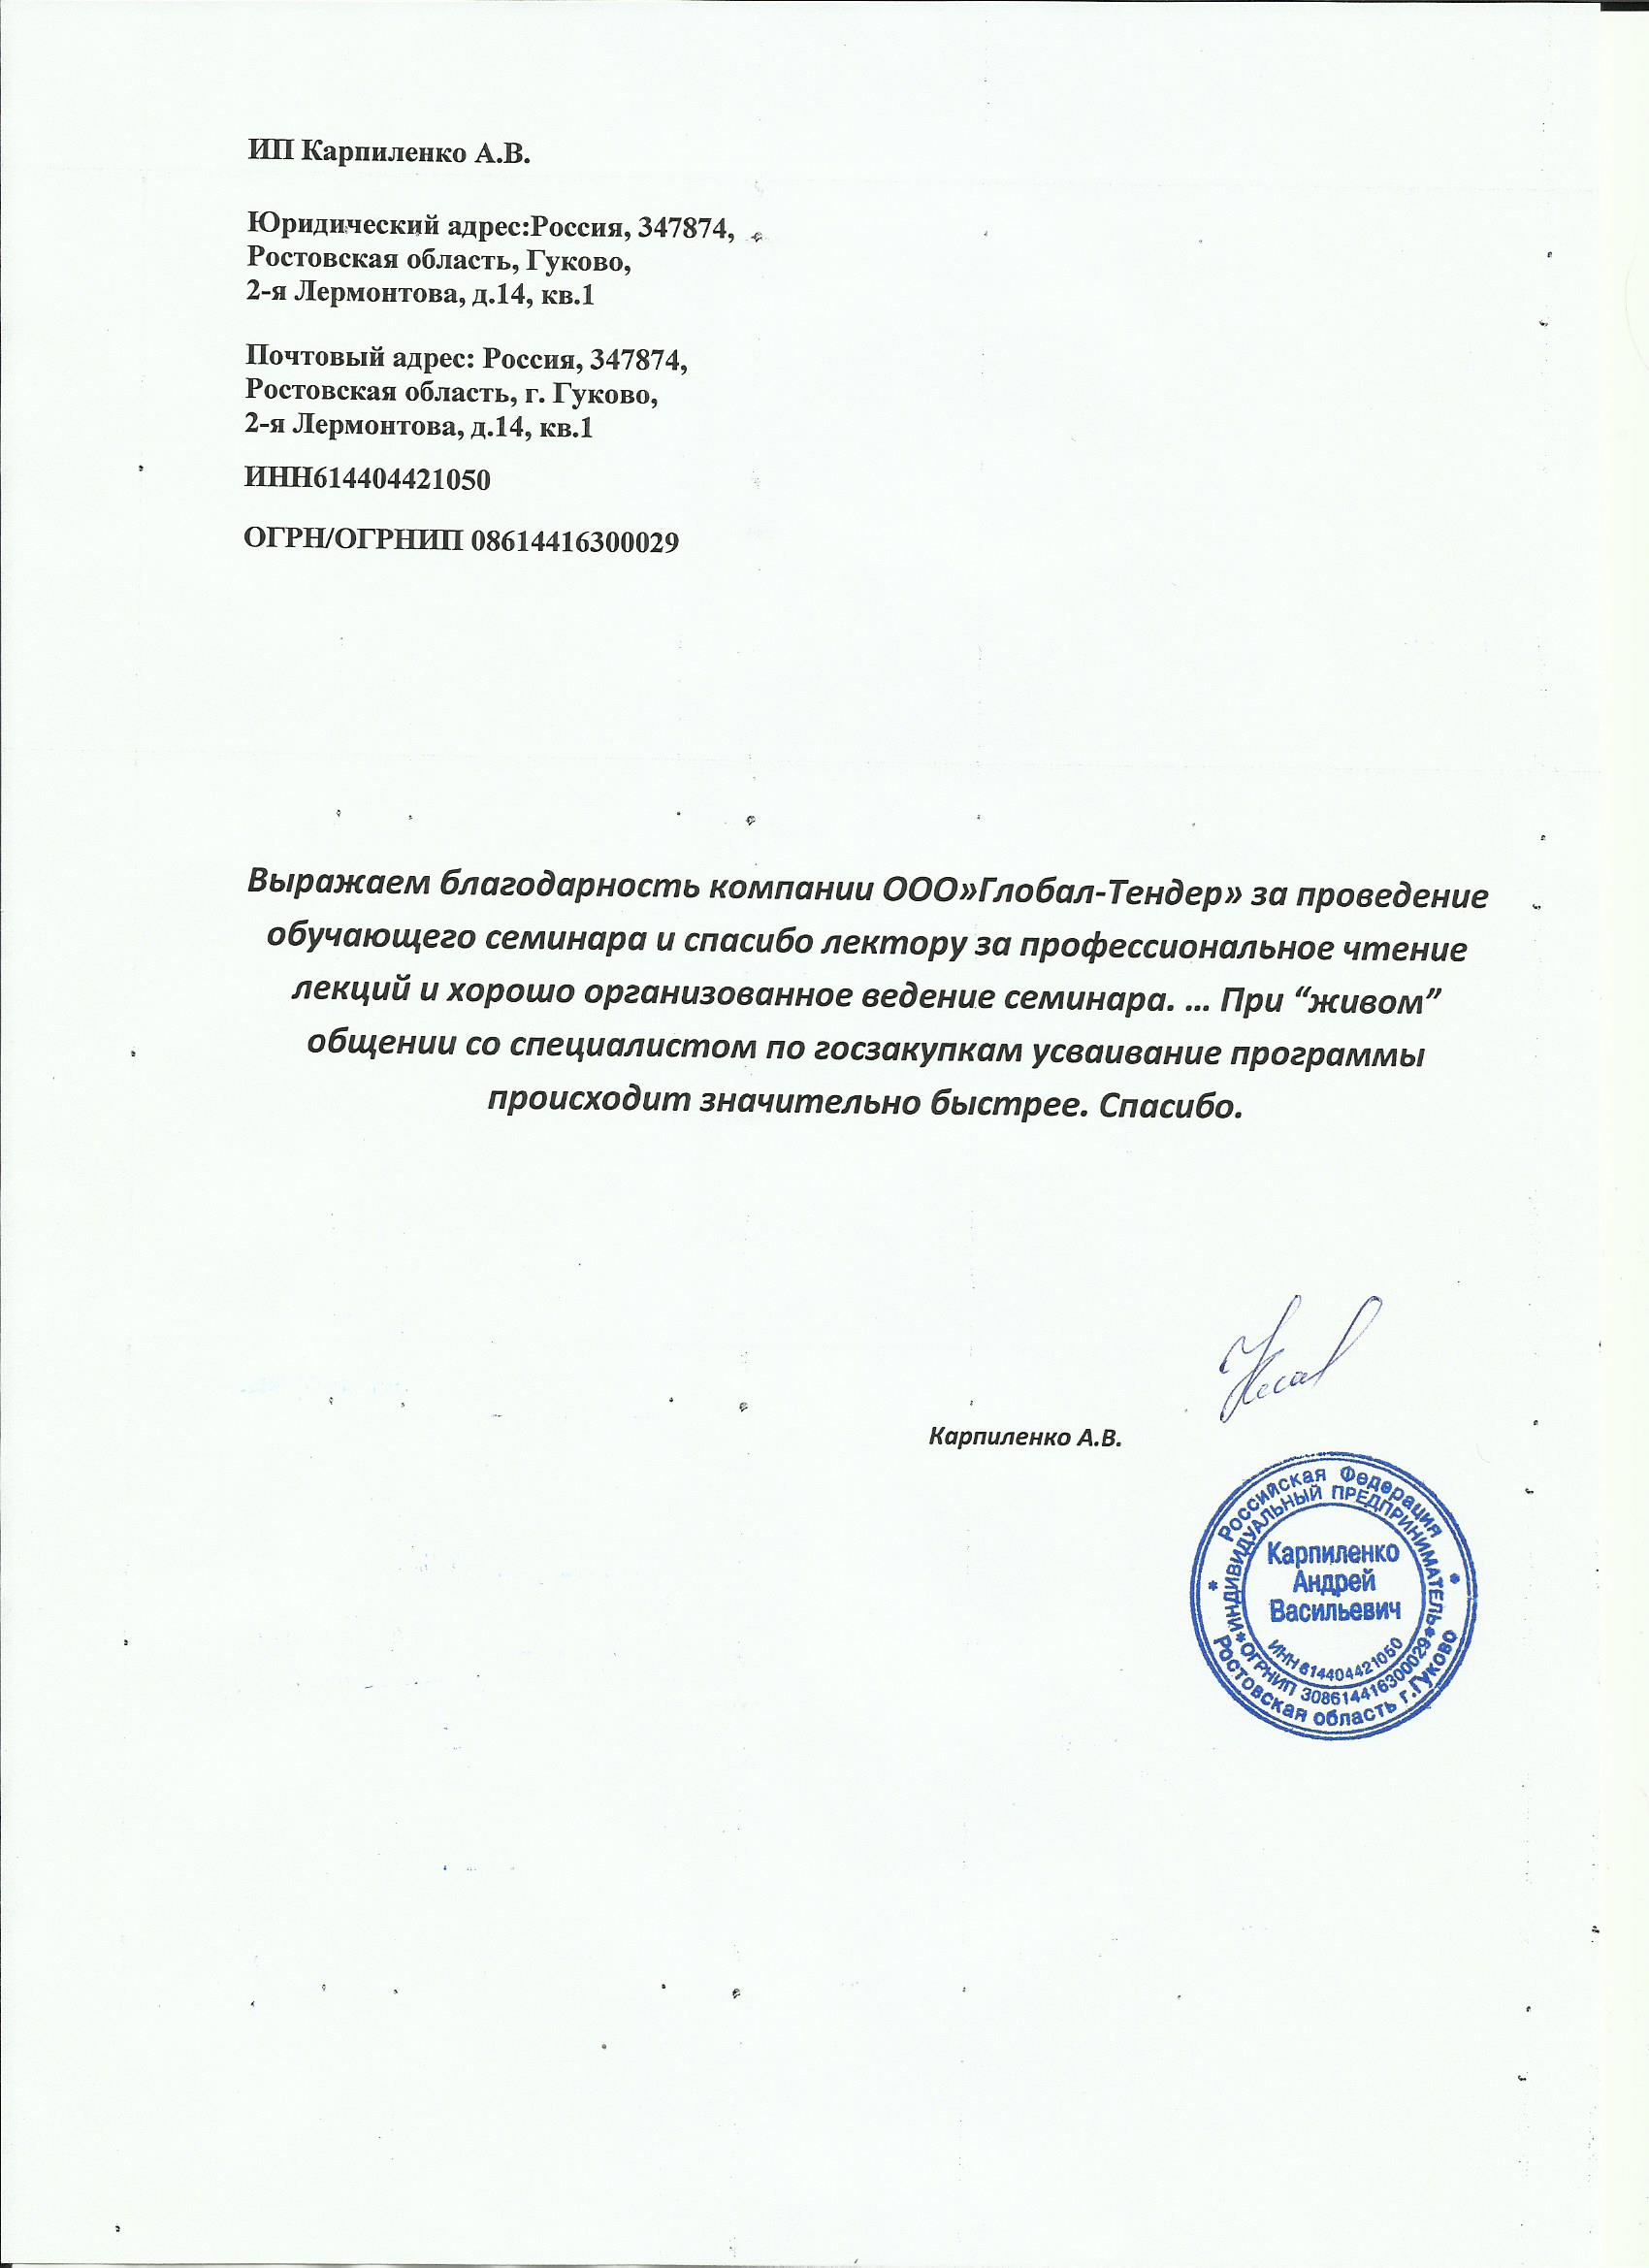 ИП Карпиленко А.В.
Юридический адрес:Россия, 347874,
Ростовская область, Гуково,
2-я Лермонтова, д.14, кв.1
Почтовый адрес: Россия, 347874,
Ростовская область, г. Гуково,
2-я Лермонтова, д.14, кв.1
ИНН614404421050
ОГРН/ОГРНИП 08614416300029
Выражаем благодарность компании ООО»Глобал-Тендер» за проведение
обучающего семинара и спасибо лектору за профессиональное чтение
лекций и хорошо организованное ведение семинара. ... При “живом”
общении со специалистом по госзакупкам усваивание программы
происходит значительно быстрее. Спасибо.
Карпиленко А.В.
Российская Федерация
ИНДИВИДУАЛЬНЫЙ ПРЕДПРИНИМАТЕЛЬ
Карпиленко
Андрей
Васильевич
ИНН 614404421050
ОГРНИП 308614416300029
Ростовская область г.Гуково